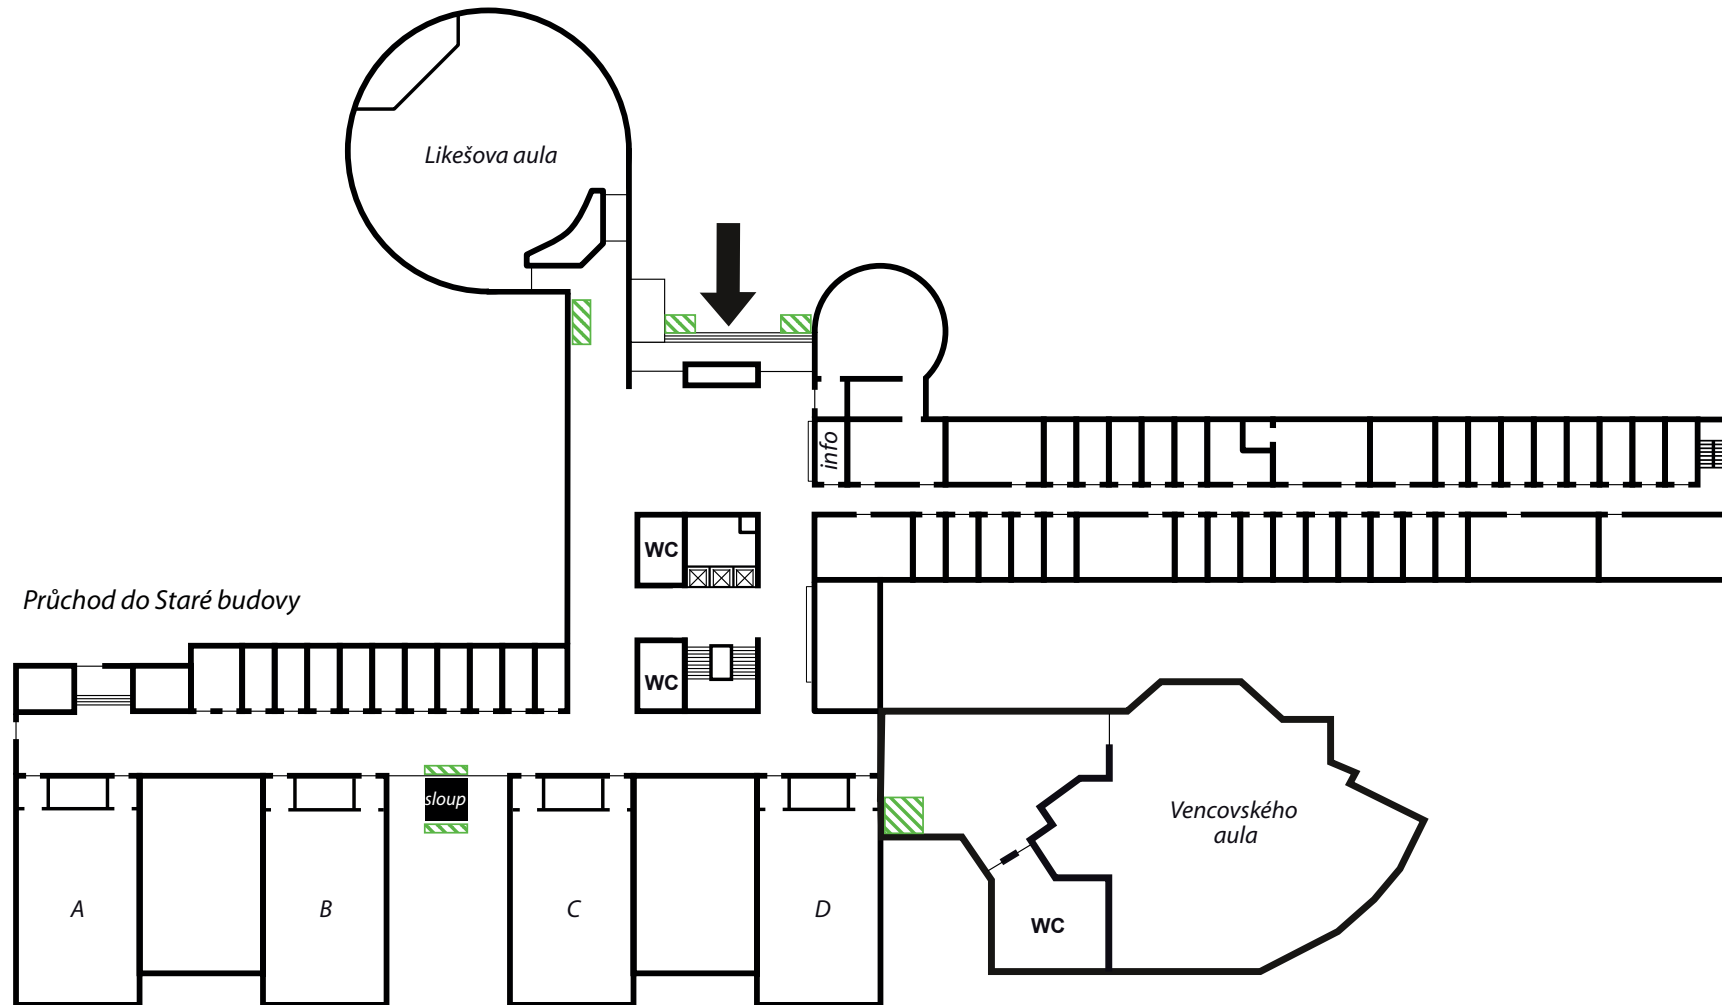 Likešova aula
info
WC
Průchod do Staré budovy
WC
sloup
Vencovského
aula
A
B
C
D
WC